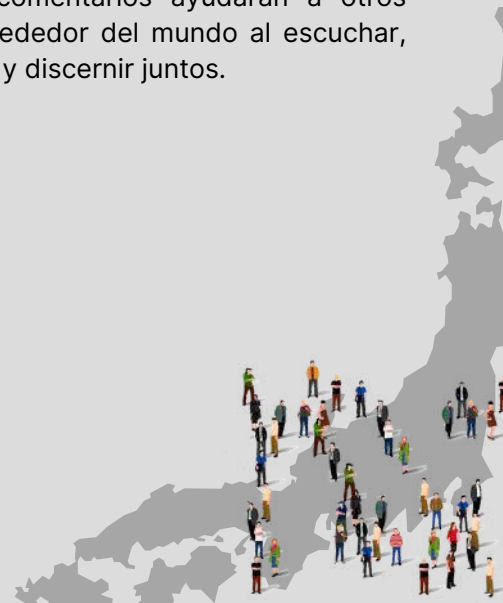 comentarios ayudarán a otros
ededor del mundo al escuchar,
y discernir juntos.